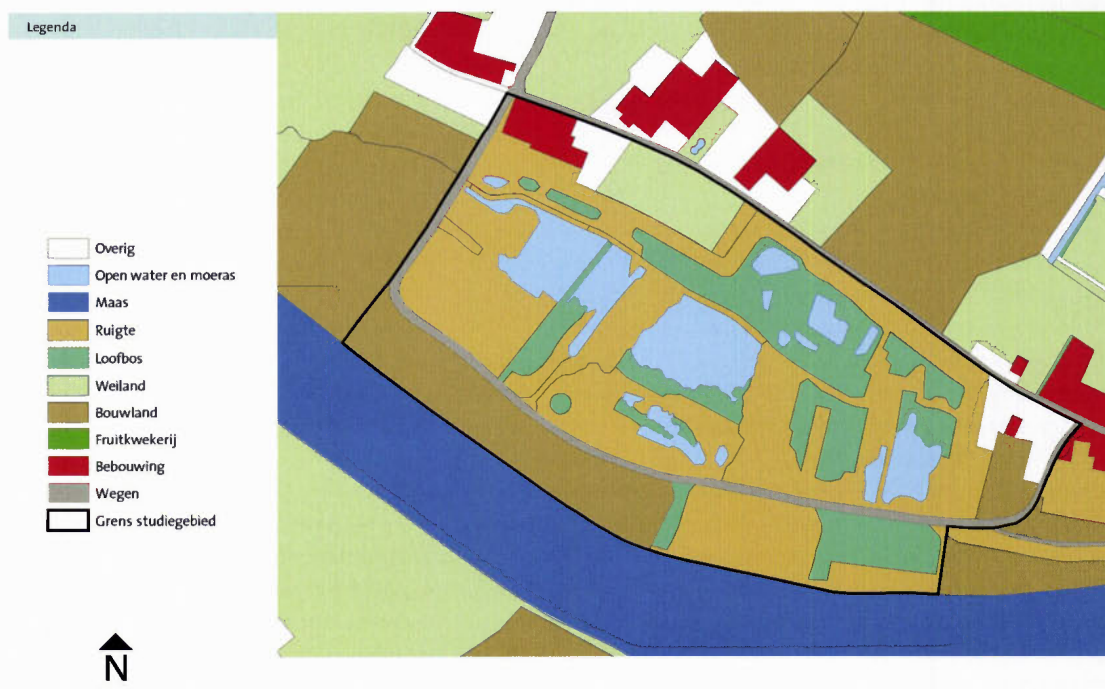 Legenda
Overig
Open water en moeras
Maas
Ruigte
Loofbos
Weiland
Bouwland
Fruitkwekerij
Bebouwing
Wegen
Grens studiegebied
N